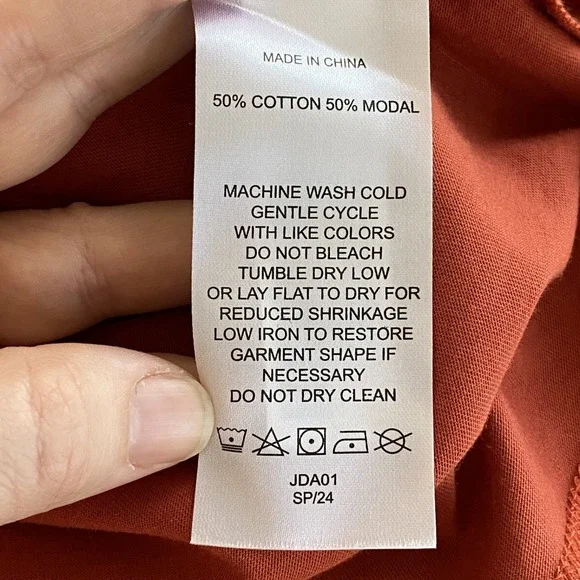 MADE IN CHINA
50% COTTON 50% MODAL
MACHINE WASH COLD
GENTLE CYCLE
WITH LIKE COLORS
DO NOT BLEACH
TUMBLE DRY LOW
OR LAY FLAT TO DRY FOR
REDUCED SHRINKAGE
LOW IRON TO RESTORE
GARMENT SHAPE IF
NECESSARY
DO NOT DRY CLEAN
JDA01
SP/24